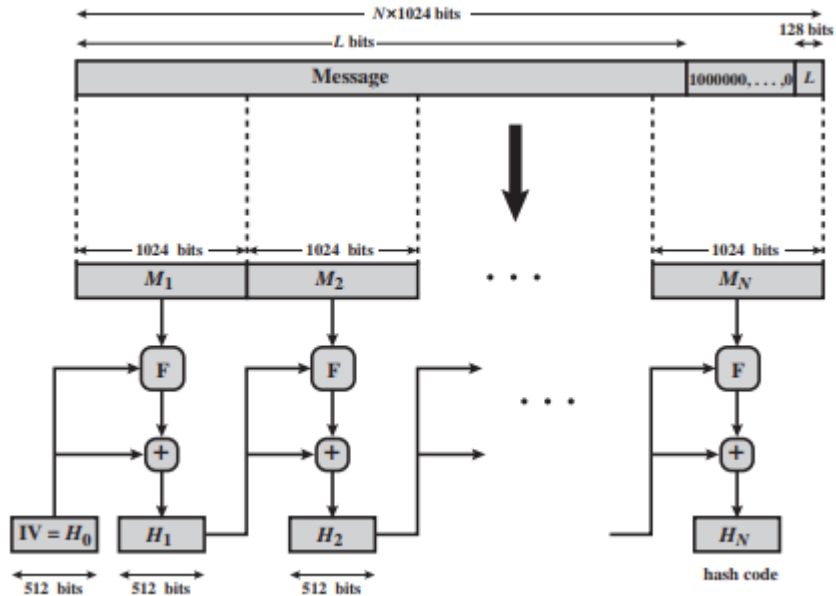 N×1024 bits
128 bits
L bits
Message 1000000, . . . ,0 L
1024 bits 1024 bits 1024 bits
M1 M2 . . . MN
F F F
. . .
+ + +
IV = H0 H1 H2 HN
hash code
512 bits 512 bits 512 bits